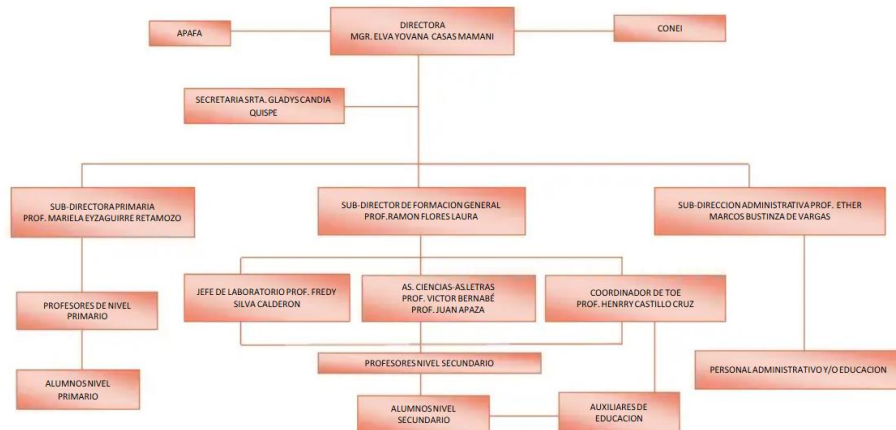 DIRECTORA
MGR. ELVA YOVANA CASAS MAMANI
APAFA
CONEI
SECRETARIA SRTA. GLADYS CANDIA
QUISPE
SUB-DIRECTORA PRIMARIA
PROF. MARIELA EYZAGUIRRE RETAMOZO
SUB-DIRECTOR DE FORMACION GENERAL
PROF.RAMON FLORES LAURA
SUB-DIRECCION ADMINISTRATIVA PROF. ETHER
MARCOS BUSTINZA DE VARGAS
JEFE DE LABORATORIO PROF. FREDY
SILVA CALDERON
AS. CIENCIAS-AS.LETRAS
PROF. VICTOR BERNABÉ
PROF. JUAN APAZA
COORDINADOR DE TOE
PROF. HENRRY CASTILLO CRUZ
PROFESORES DE NIVEL
PRIMARIO
PROFESORES NIVEL SECUNDARIO
PERSONAL ADMINISTRATIVO Y/O EDUCACION
ALUMNOS NIVEL
PRIMARIO
ALUMNOS NIVEL
SECUNDARIO
AUXILIARES DE
EDUCACION